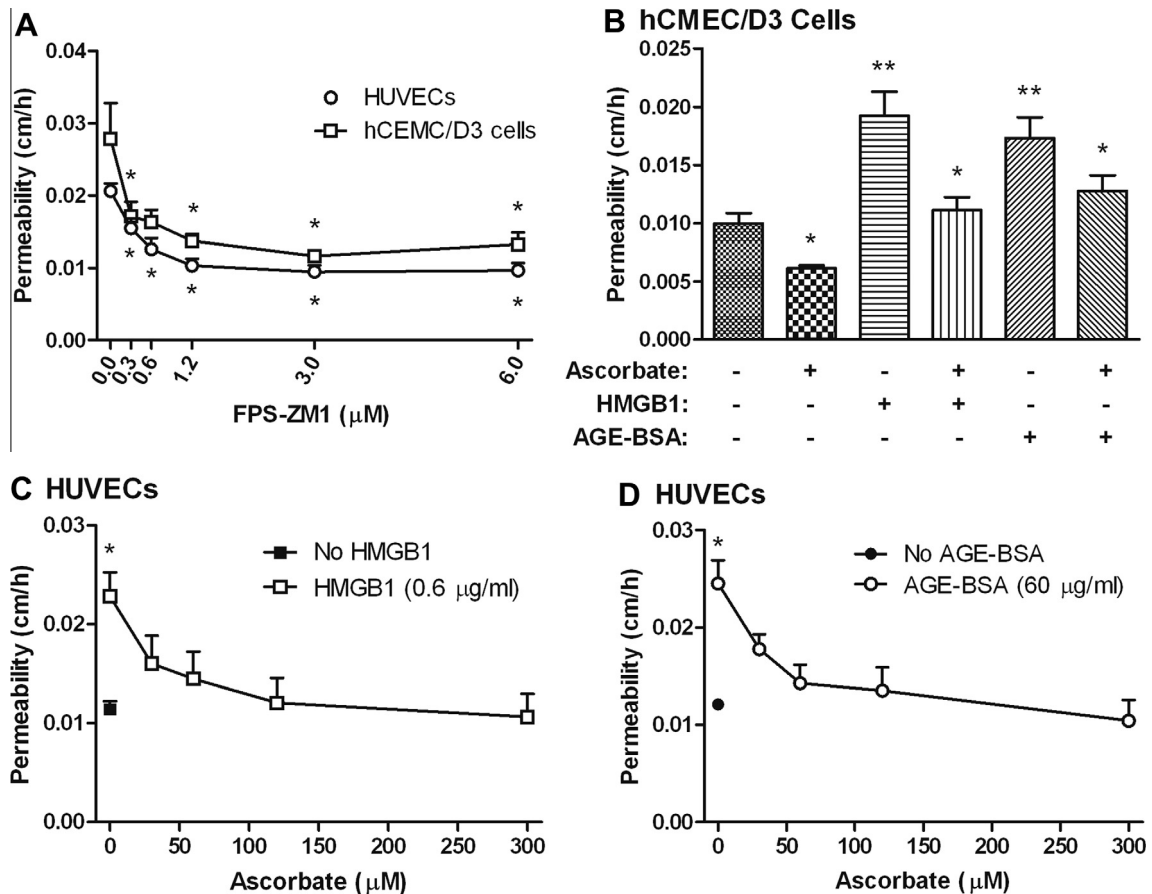 A
0.04
0.03
0.02
0.01
0.00
Permeability (cm/h)
HUVECs
hCEMC/D3 cells
*
*
*
*
*
*
*
*
*
0.0
0.3
0.6
1.2
3.0
6.0
FPS-ZM1 (μM)
B hCMEC/D3 Cells
0.025
0.020
0.015
0.010
0.005
0.000
Permeability (cm/h)
*
**
*
**
*
Ascorbate: - + - + - +
HMGB1: - - + + - -
AGE-BSA: - - - - + +
C HUVECs
0.03
0.02
0.01
0.00
Permeability (cm/h)
*
No HMGB1
HMGB1 (0.6 μg/ml)
0 50 100 150 200 250 300
Ascorbate (μM)
D HUVECs
0.03
0.02
0.01
0.00
Permeability (cm/h)
*
No AGE-BSA
AGE-BSA (60 μg/ml)
0 50 100 150 200 250 300
Ascorbate (μM)